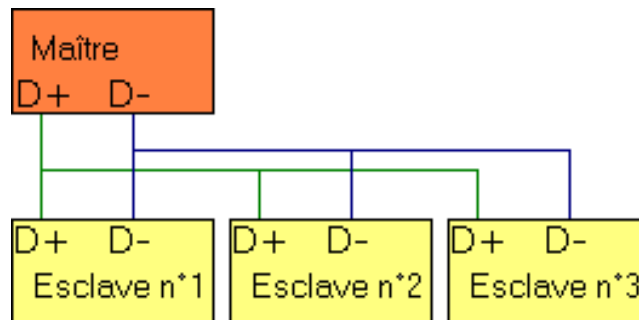 Maître
D+ D-
D+ D- D+ D- D+ D-
Esclave n°1 Esclave n°2 Esclave n°3